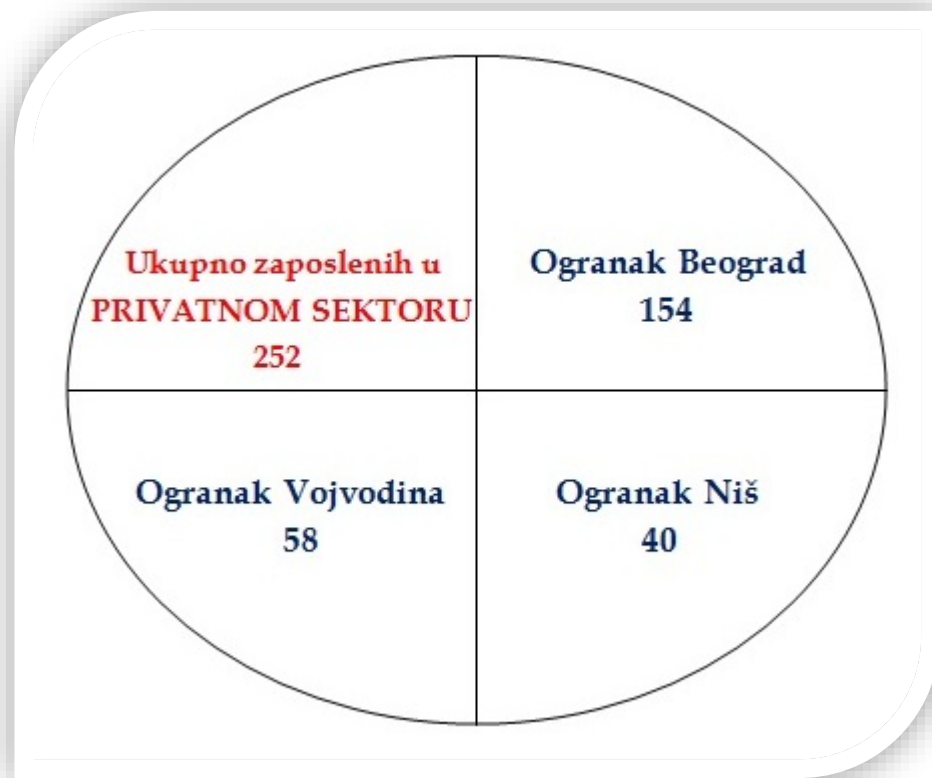 Ukupno zaposlenih u
PRIVATNOM SEKTORU
252
Ogranak Beograd
154
Ogranak Vojvodina
58
Ogranak Niš
40